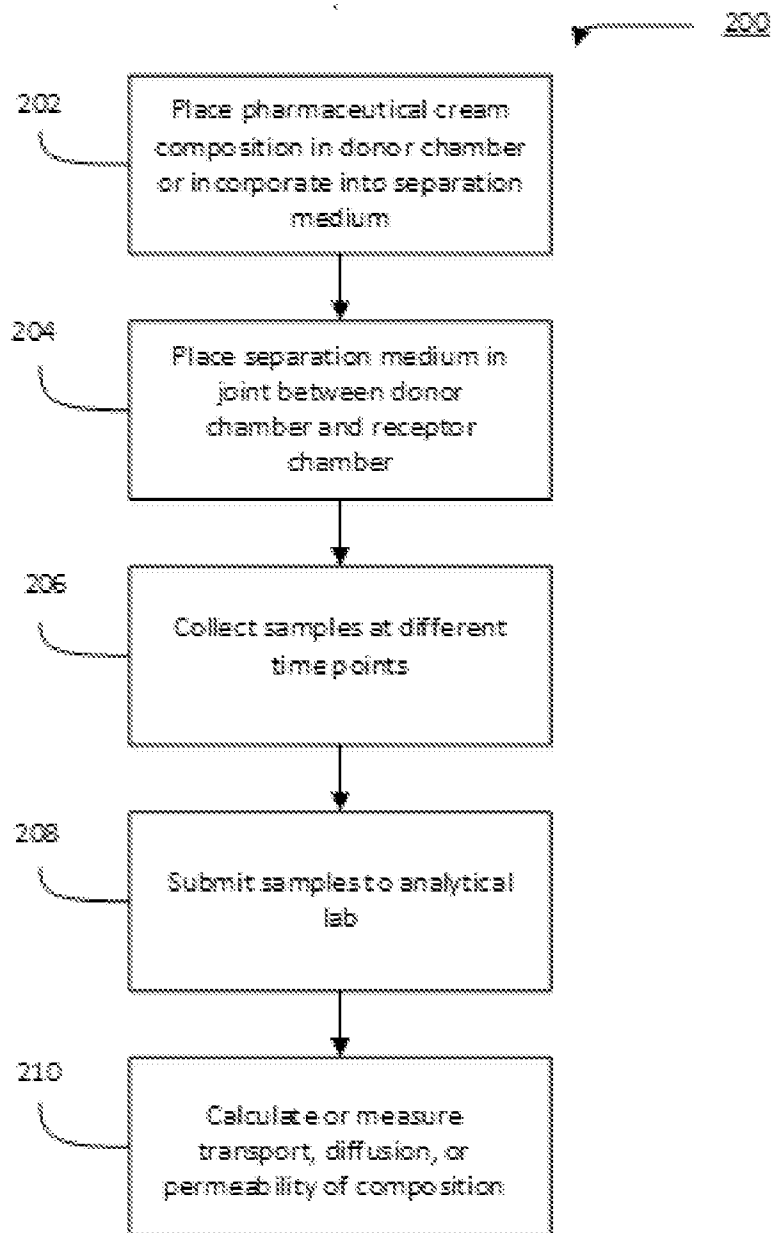 200
202
Place pharmaceutical cream
composition in donor chamber
or incorporate into separation
medium
204
Place separation medium in
joint between donor
chamber and receptor
chamber
206
Collect samples at different
time points
208
Submit samples to analytical
lab
210
Calculate or measure
transport, diffusion, or
permeability of composition